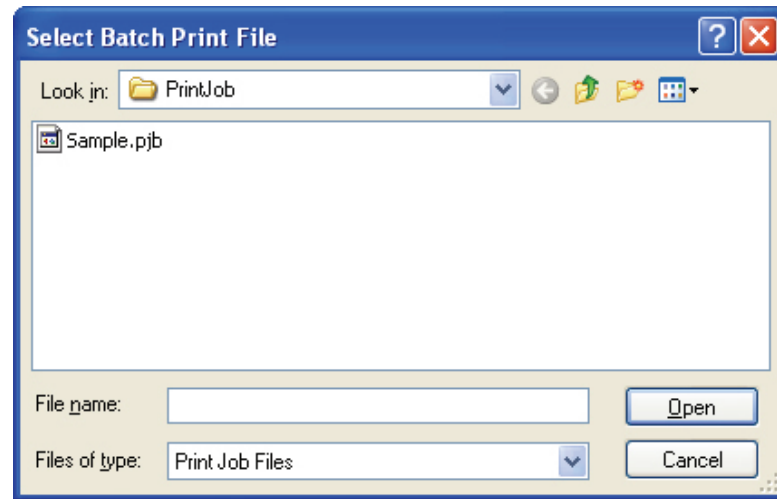 Select Batch Print File
Look in: PrintJob
Sample.pjb
File name: Open
Files of type: Print Job Files Cancel